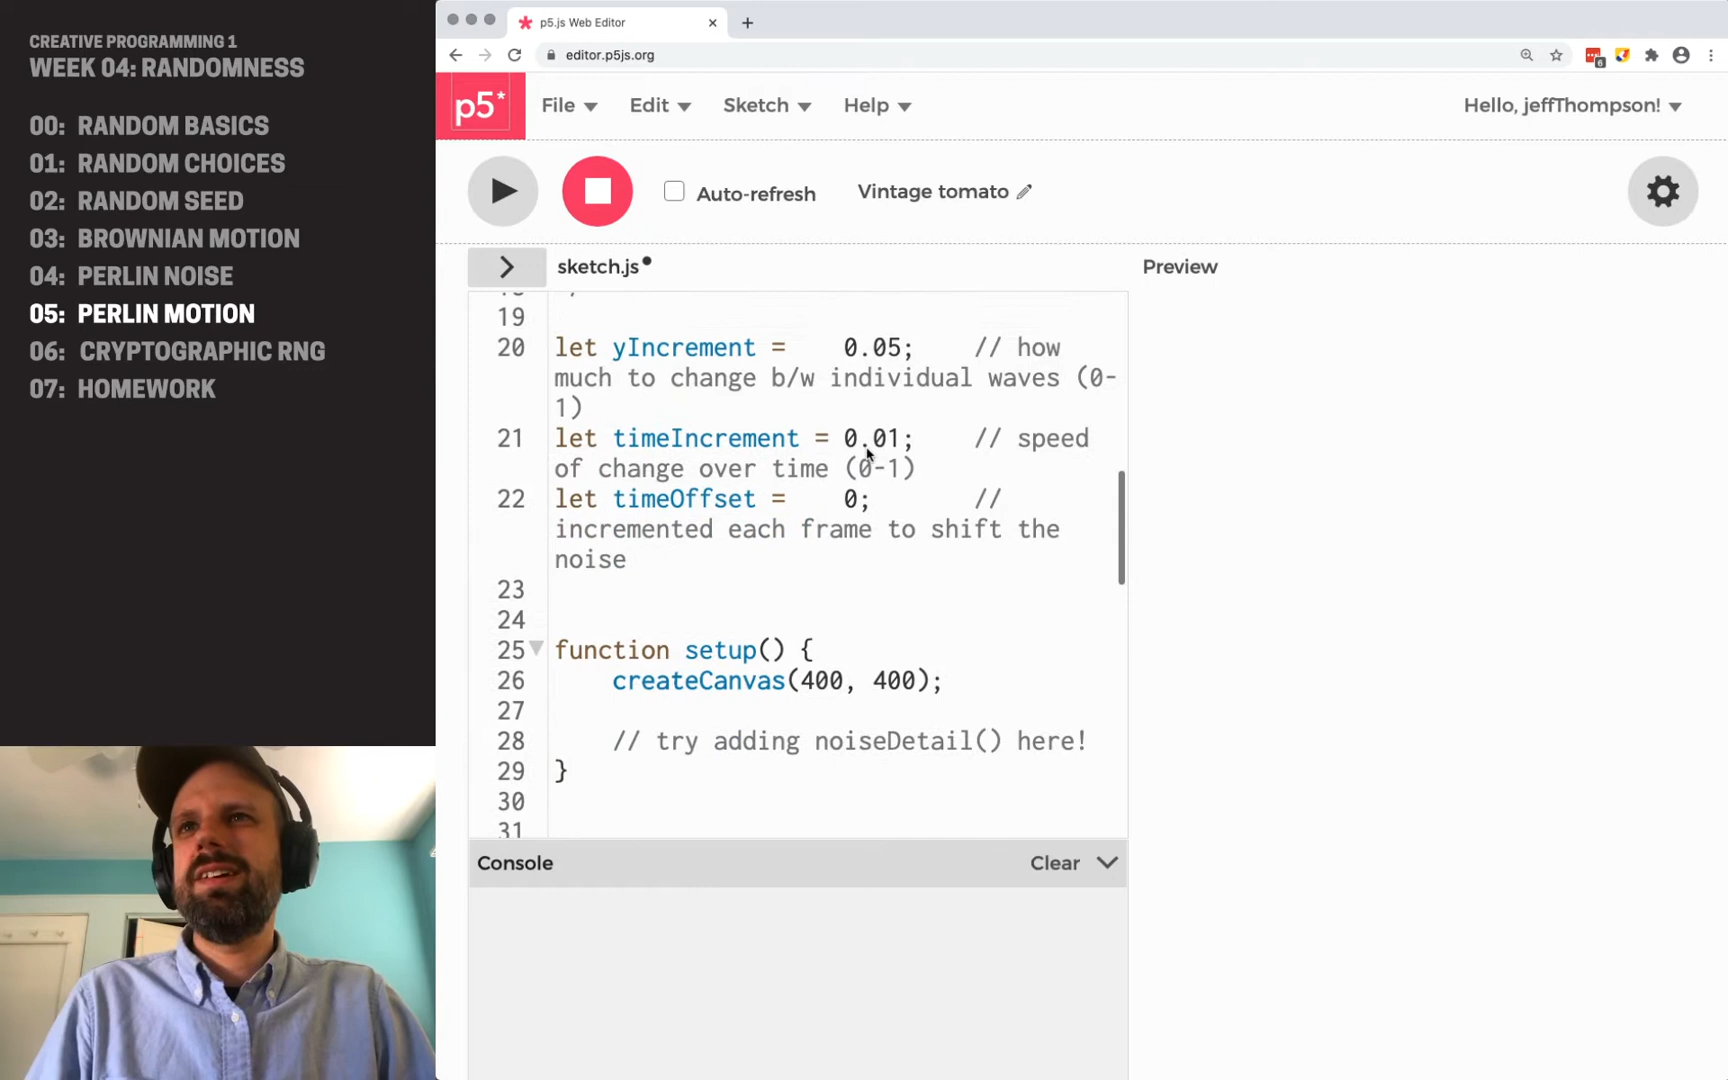 CREATIVE PROGRAMMING 1
WEEK 04: RANDOMNESS
00: RANDOM BASICS
01: RANDOM CHOICES
02: RANDOM SEED
03: BROWNIAN MOTION
04: PERLIN NOISE
05: PERLIN MOTION
06: CRYPTOGRAPHIC RNG
07: HOMEWORK
p5.js Web Editor
editor.p5js.org
6
p5*
File
Edit
Sketch
Help
Hello, jeffThompson!
Auto-refresh
Vintage tomato
sketch.js
Preview
19
20 let yIncrement = 0.05; // how
much to change b/w individual waves (0-
1)
21 let timeIncrement = 0.01; // speed
of change over time (0-1)
22 let timeOffset = 0; //
incremented each frame to shift the
noise
23
24
25 function setup() {
26 createCanvas(400, 400);
27
28 // try adding noiseDetail() here!
29 }
30
31
Console
Clear